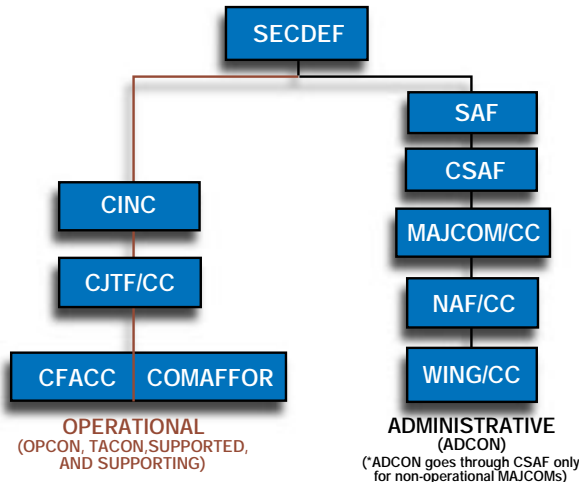 SECDEF
SAF
CSAF
CINC
MAJCOM/CC
CJTF/CC
NAF/CC
CFACC COMAFFOR
WING/CC
OPERATIONAL
(OPCON, TACON,SUPPORTED,
AND SUPPORTING)
ADMINISTRATIVE
(ADCON)
(*ADCON goes through CSAF only
for non-operational MAJCOMs)